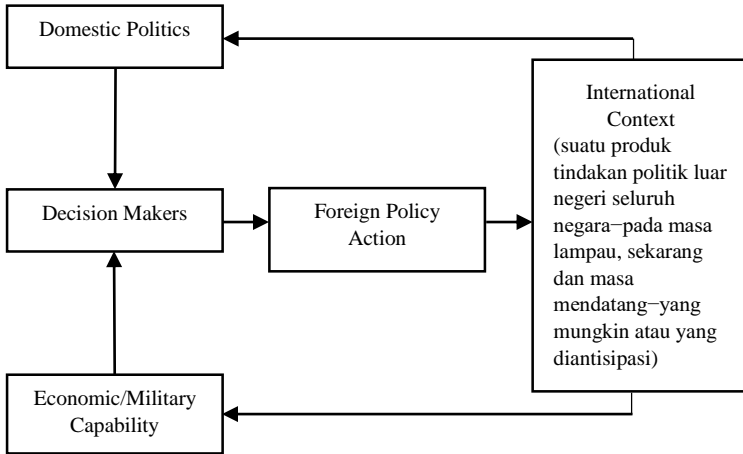 Domestic Politics
International
Context
(suatu produk
tindakan politik luar
negeri seluruh
negara−pada masa
lampau, sekarang
dan masa
mendatang−yang
mungkin atau yang
diantisipasi)
Decision Makers
Foreign Policy
Action
Economic/Military
Capability